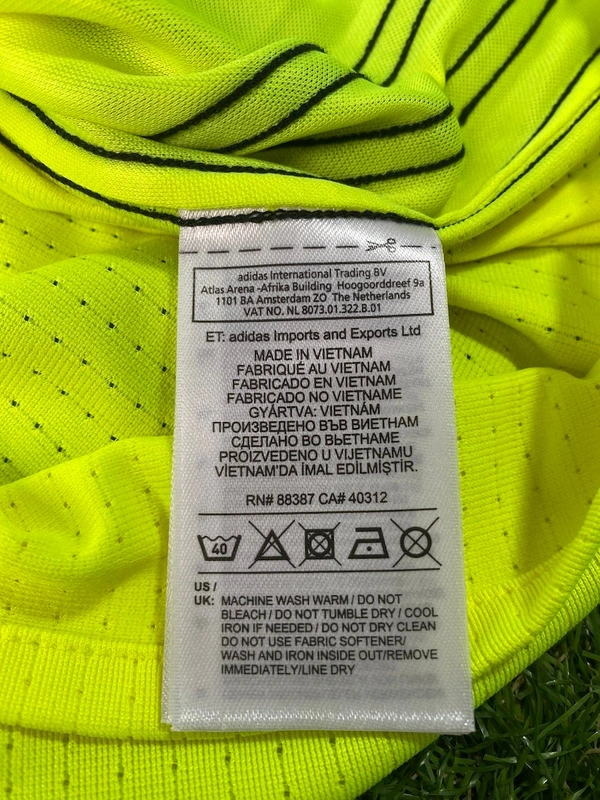 adidas International Trading BV
Atlas Arena -Afrika Building Hoogoorddreef 9a
1101 BA Amsterdam ZO The Netherlands
VAT NO. NL 8073.01.322.B.01
ET: adidas Imports and Exports Ltd
MADE IN VIETNAM
FABRIQUÉ AU VIETNAM
FABRICADO EN VIETNAM
FABRICADO NO VIETNAME
GYÁRTVA: VIETNÁM
ПРОИЗВЕДЕНО ВЪВ ВИЕТНАМ
СДЕЛАНО ВО ВЬЕТНАМЕ
PROIZVEDENO U VIJETNAMU
VİETNAM'DA İMAL EDİLMİŞTİR.
RN# 88387 CA# 40312
40
US /
UK: MACHINE WASH WARM / DO NOT
BLEACH / DO NOT TUMBLE DRY / COOL
IRON IF NEEDED / DO NOT DRY CLEAN
DO NOT USE FABRIC SOFTENER/
WASH AND IRON INSIDE OUT/REMOVE
IMMEDIATELY/LINE DRY